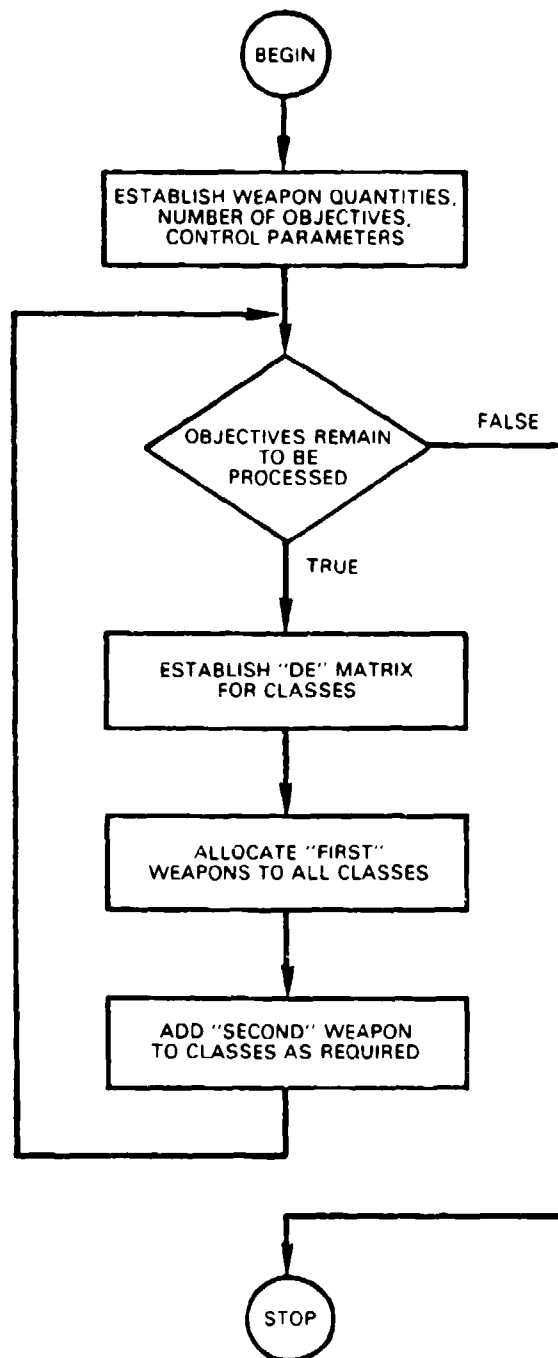 BEGIN
ESTABLISH WEAPON QUANTITIES,
NUMBER OF OBJECTIVES,
CONTROL PARAMETERS
OBJECTIVES REMAIN
TO BE
PROCESSED
FALSE
TRUE
ESTABLISH "DE" MATRIX
FOR CLASSES
ALLOCATE "FIRST"
WEAPONS TO ALL CLASSES
ADD "SECOND" WEAPON
TO CLASSES AS REQUIRED
STOP